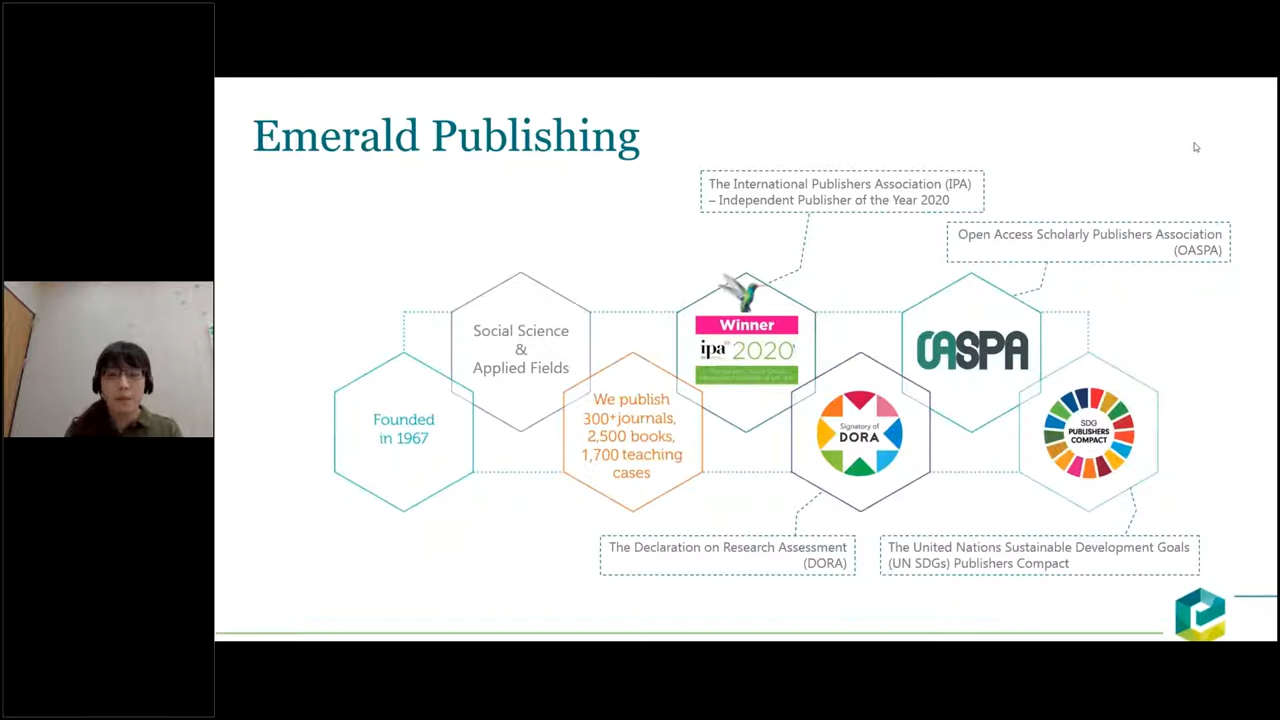 Emerald Publishing
The International Publishers Association (IPA)
– Independent Publisher of the Year 2020
Open Access Scholarly Publishers Association
(OASPA)
Social Science
&
Applied Fields
Winner
ipa 2020
OASPA
Founded
in 1967
We publish
300+journals,
2,500 books,
1,700 teaching
cases
Signatory of
DORA
SDG
PUBLISHERS
COMPACT
The Declaration on Research Assessment
(DORA)
The United Nations Sustainable Development Goals
(UN SDGs) Publishers Compact